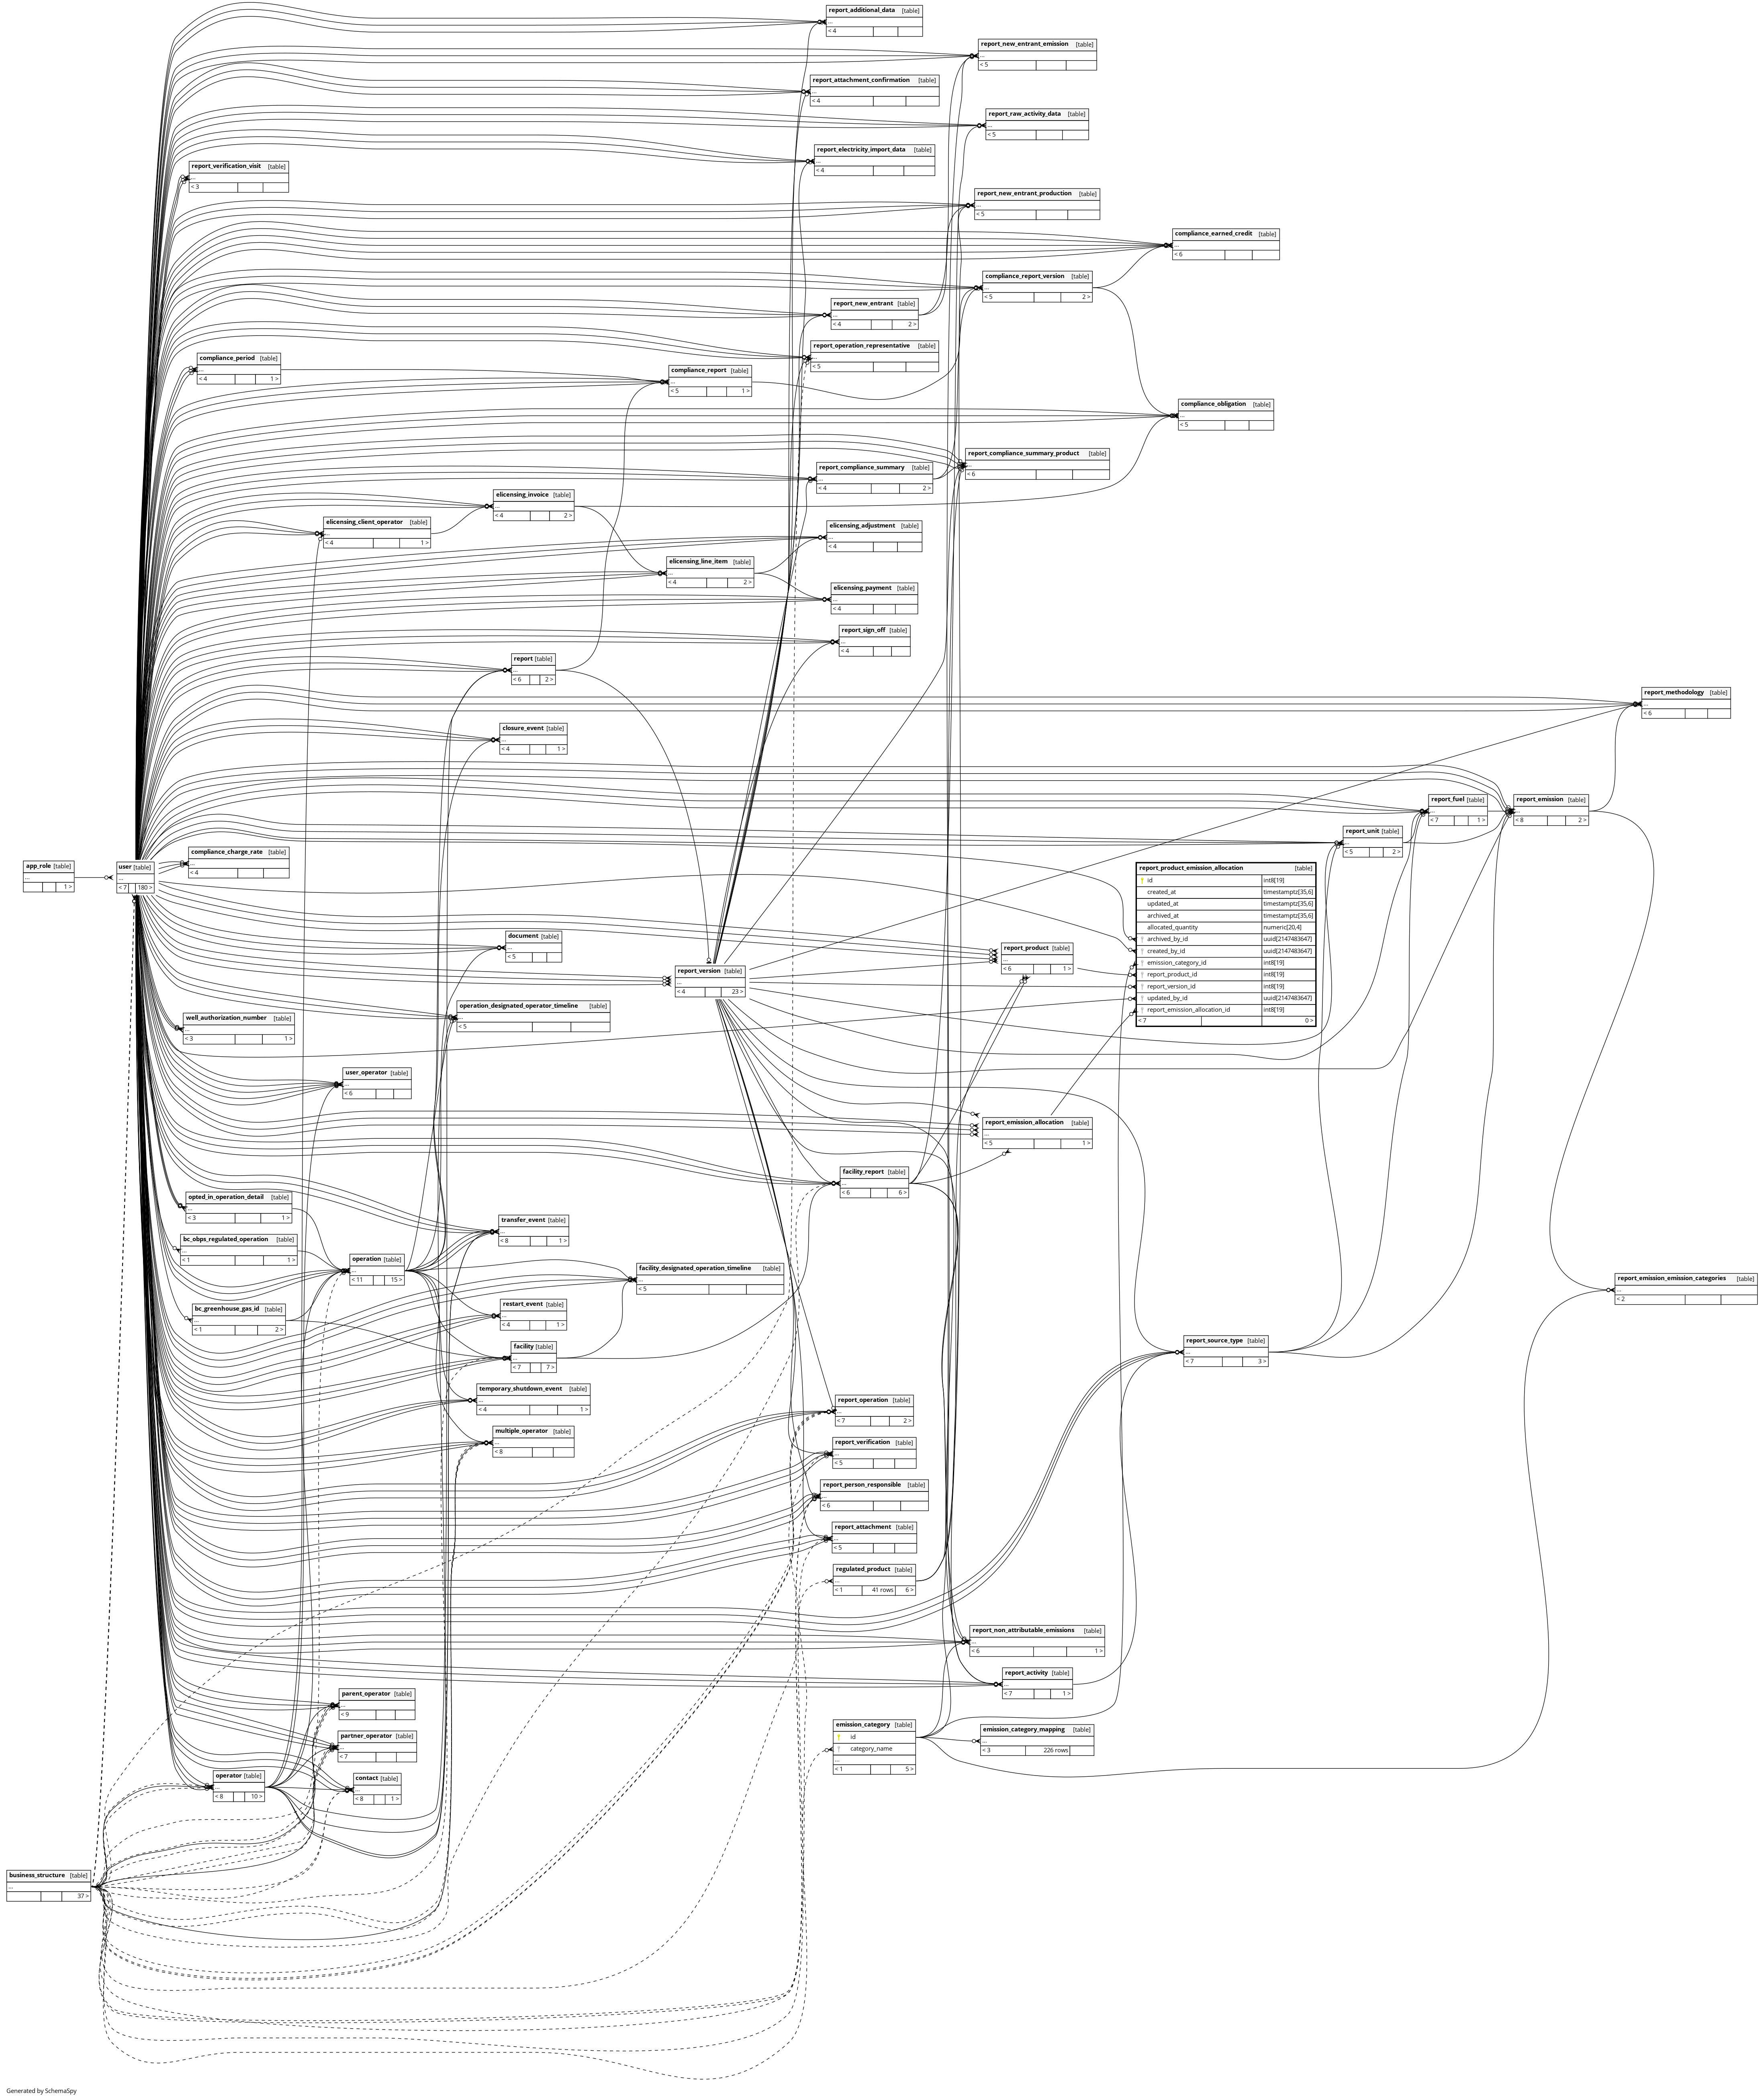 report_additional_data [table]
...
< 4
report_new_entrant_emission [table]
...
< 5
report_attachment_confirmation [table]
...
< 4
report_raw_activity_data [table]
...
< 5
report_electricity_import_data [table]
...
< 4
report_verification_visit [table]
...
< 3
report_new_entrant_production [table]
...
< 5
compliance_earned_credit [table]
...
< 6
compliance_report_version [table]
...
< 5 2 >
report_new_entrant [table]
...
< 4 2 >
report_operation_representative [table]
...
< 5
compliance_period [table]
...
< 4 1 >
compliance_report [table]
...
< 5 1 >
compliance_obligation [table]
...
< 5
report_compliance_summary_product [table]
...
< 6
report_compliance_summary [table]
...
< 4 2 >
elicensing_invoice [table]
...
< 4 2 >
elicensing_client_operator [table]
...
< 4 1 >
elicensing_adjustment [table]
...
< 4
elicensing_line_item [table]
...
< 4 2 >
elicensing_payment [table]
...
< 4
report_sign_off [table]
...
< 4
report [table]
...
< 6 2 >
report_methodology [table]
...
< 6
closure_event [table]
...
< 4 1 >
report_fuel [table]
...
< 7 1 >
report_emission [table]
...
< 8 2 >
report_unit [table]
...
< 5 2 >
compliance_charge_rate [table]
...
< 4
app_role [table]
...
1 >
user [table]
...
< 7 180 >
report_product_emission_allocation [table]
id int8[19]
created_at timestamptz[35,6]
updated_at timestamptz[35,6]
archived_at timestamptz[35,6]
allocated_quantity numeric[20,4]
archived_by_id uuid[2147483647]
created_by_id uuid[2147483647]
emission_category_id int8[19]
report_product_id int8[19]
report_version_id int8[19]
updated_by_id uuid[2147483647]
report_emission_allocation_id int8[19]
< 7 0 >
document [table]
...
< 5
report_product [table]
...
< 6 1 >
report_version [table]
...
< 4 23 >
operation_designated_operator_timeline [table]
...
< 5
well_authorization_number [table]
...
< 3 1 >
user_operator [table]
...
< 6
report_emission_allocation [table]
...
< 5 1 >
facility_report [table]
...
< 6 6 >
opted_in_operation_detail [table]
...
< 3 1 >
transfer_event [table]
...
< 8 1 >
bc_obps_regulated_operation [table]
...
< 1 1 >
operation [table]
...
< 11 15 >
facility_designated_operation_timeline [table]
...
< 5
report_emission_emission_categories [table]
...
< 2
bc_greenhouse_gas_id [table]
...
< 1 2 >
restart_event [table]
...
< 4 1 >
report_source_type [table]
...
< 7 3 >
facility [table]
...
< 7 7 >
temporary_shutdown_event [table]
...
< 4 1 >
report_operation [table]
...
< 7 2 >
multiple_operator [table]
...
< 8
report_verification [table]
...
< 5
report_person_responsible [table]
...
< 6
report_attachment [table]
...
< 5
regulated_product [table]
...
< 1 41 rows 6 >
report_non_attributable_emissions [table]
...
< 6 1 >
report_activity [table]
...
< 7 1 >
parent_operator [table]
...
< 9
emission_category [table]
id
category_name
...
< 1 5 >
emission_category_mapping [table]
...
< 3 226 rows
partner_operator [table]
...
< 7
operator [table]
...
< 8 10 >
contact [table]
...
< 8 1 >
business_structure [table]
...
37 >
Generated by SchemaSpy